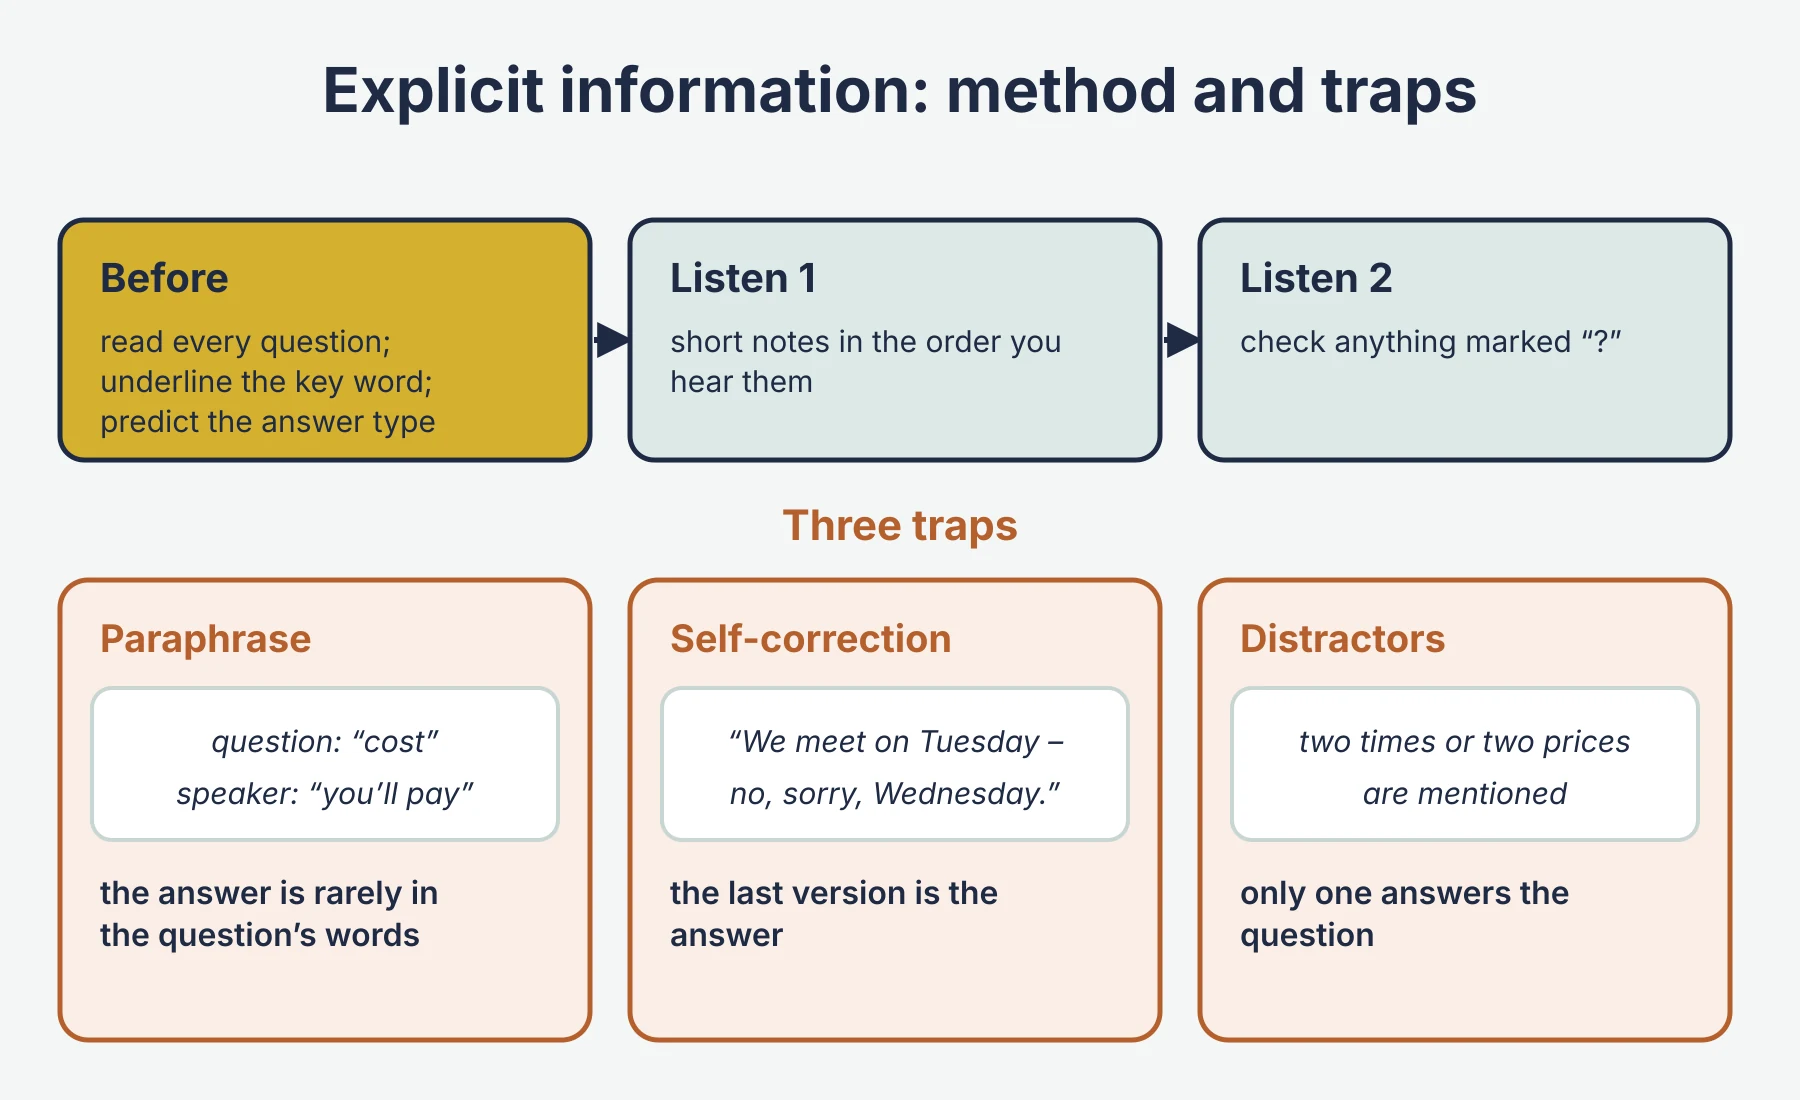 Explicit information: method and traps
Before
read every question;
underline the key word;
predict the answer type
Listen 1
short notes in the order you
hear them
Listen 2
check anything marked “?”
Three traps
Paraphrase
question: “cost”
speaker: “you’ll pay”
the answer is rarely in
the question’s words
Self-correction
“We meet on Tuesday –
no, sorry, Wednesday.”
the last version is the
answer
Distractors
two times or two prices
are mentioned
only one answers the
question